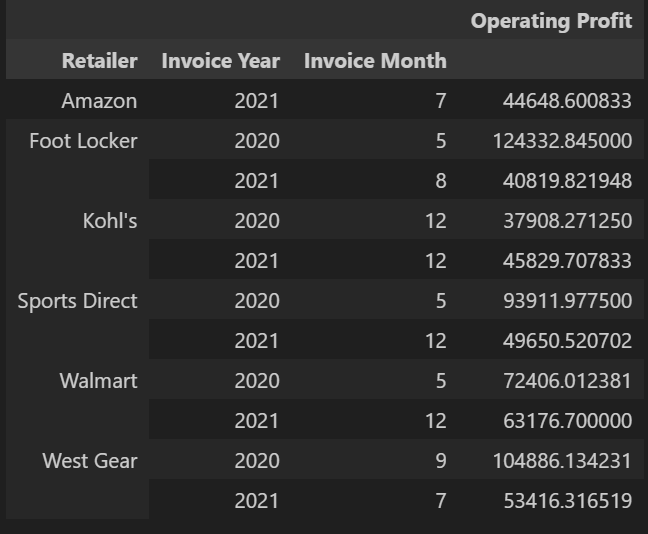 Operating Profit
Retailer Invoice Year Invoice Month
Amazon 2021 7 44648.600833
Foot Locker 2020 5 124332.845000
2021 8 40819.821948
Kohl's 2020 12 37908.271250
2021 12 45829.707833
Sports Direct 2020 5 93911.977500
2021 12 49650.520702
Walmart 2020 5 72406.012381
2021 12 63176.700000
West Gear 2020 9 104886.134231
2021 7 53416.316519